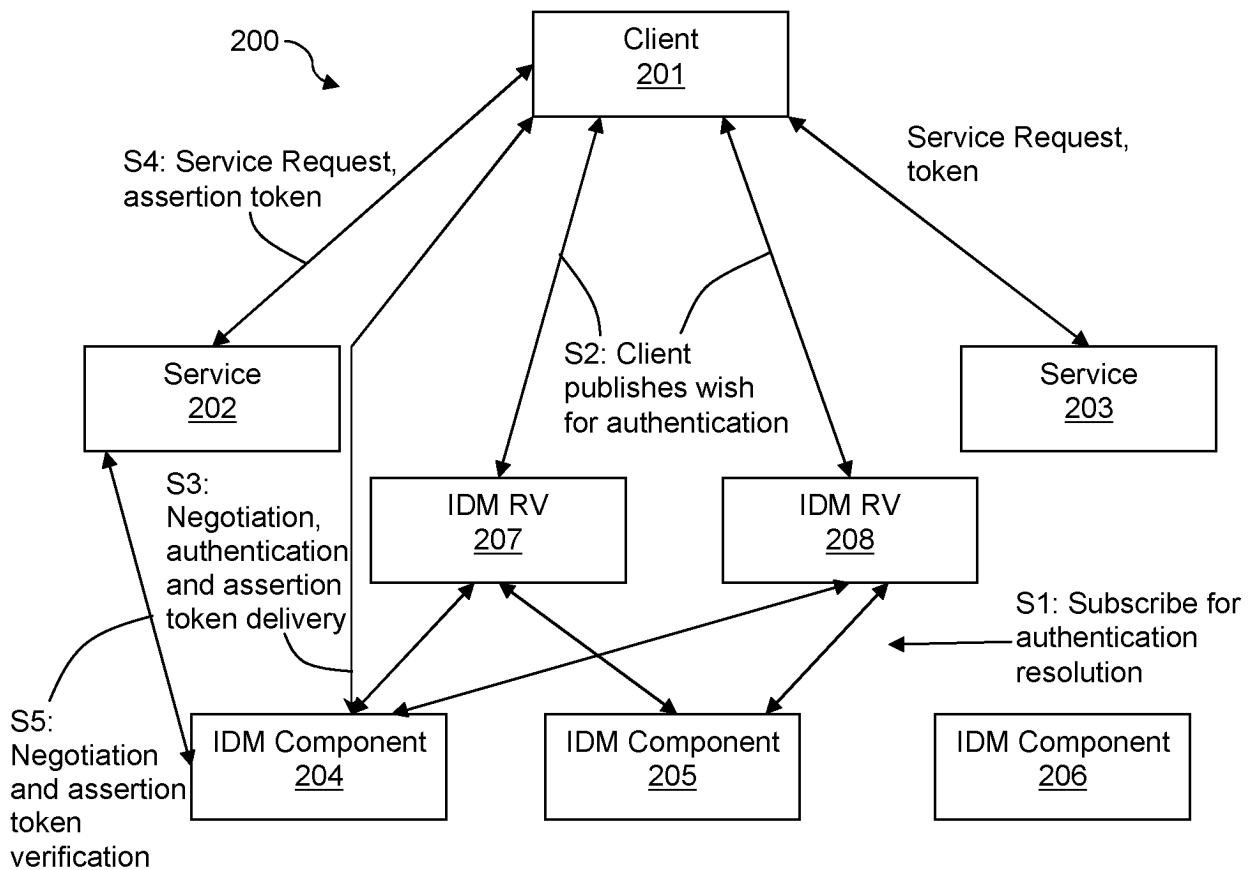 200
Client
201
S4: Service Request,
assertion token
Service Request,
token
Service
202
S2: Client
publishes wish
for authentication
Service
203
S3:
Negotiation,
authentication
and assertion
token delivery
IDM RV
207
IDM RV
208
S1: Subscribe for
authentication
resolution
S5:
Negotiation
and assertion
token
verification
IDM Component
204
IDM Component
205
IDM Component
206